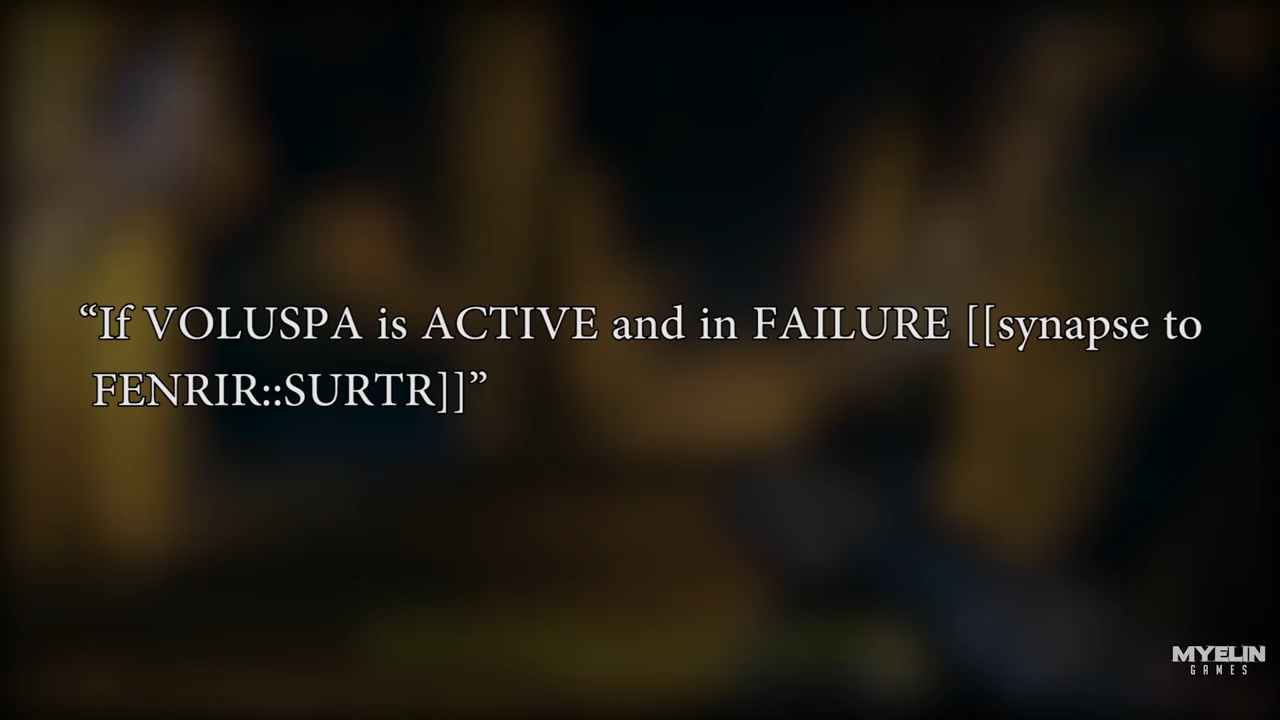 “If VOLUSPA is ACTIVE and in FAILURE [[synapse to
FENRIR::SURTR]]”
MYELIN
GAMES